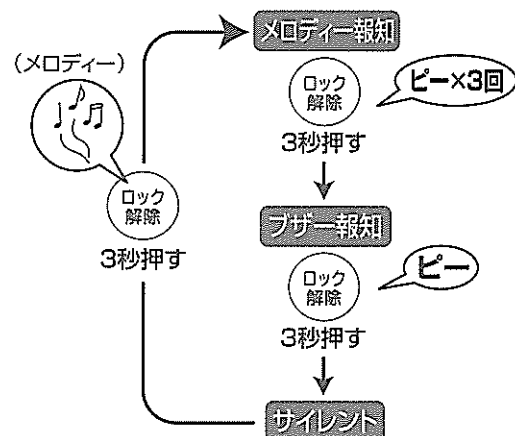 メロディー報知
(メロディー)
ロック
解除
ピー×3回
3秒押す
ロック
解除
3秒押す
ブザー報知
ロック
解除
ピー
3秒押す
サイレント